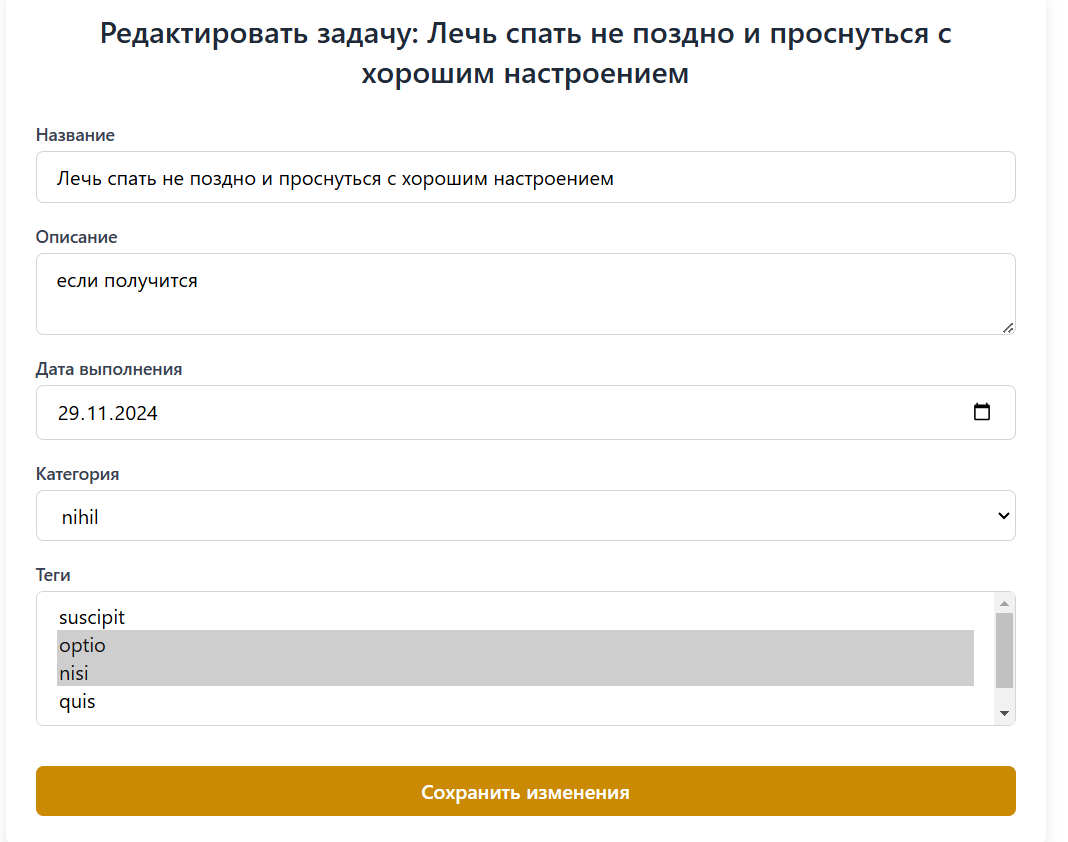 Редактировать задачу: Лечь спать не поздно и проснуться с
хорошим настроением
Название
Лечь спать не поздно и проснуться с хорошим настроением
Описание
если получится
Дата выполнения
29.11.2024
Категория
nihil
Теги
suscipit
optio
nisi
quis
Сохранить изменения